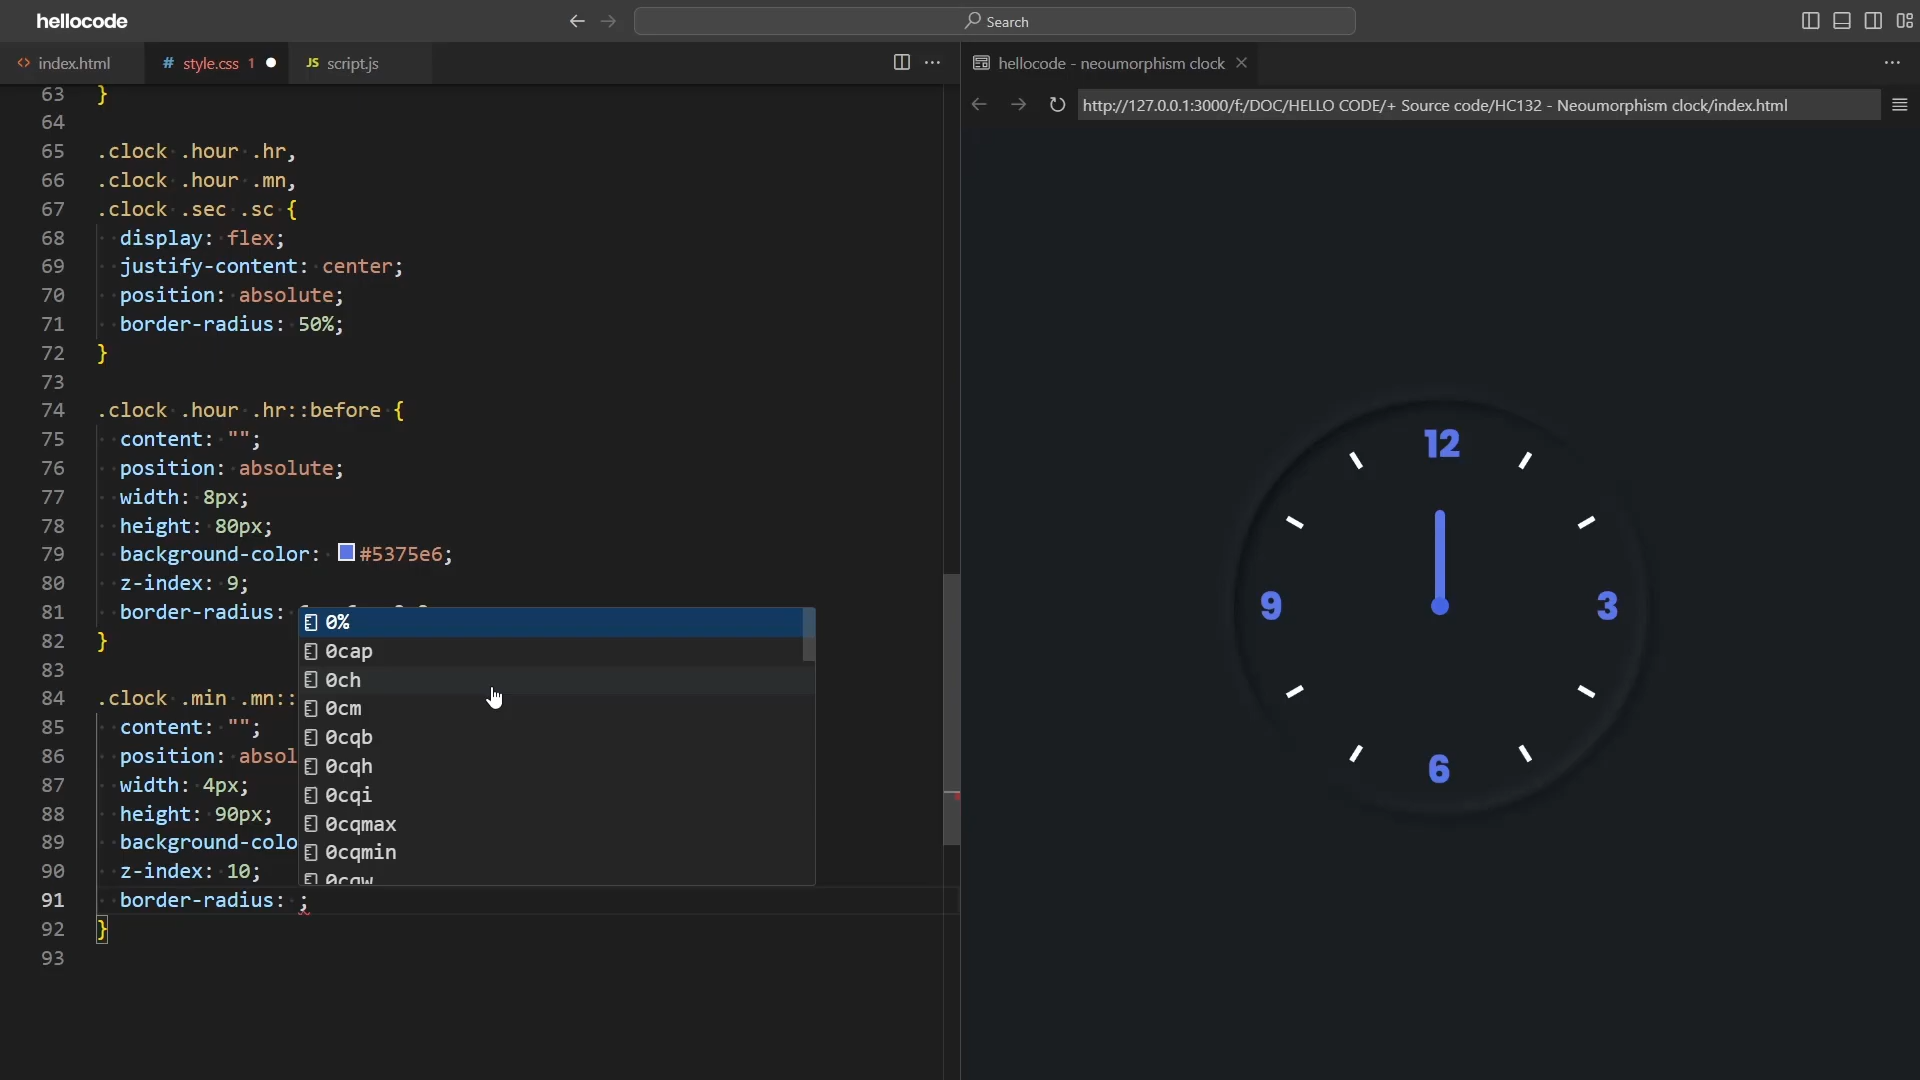 hellocode
Search
index.html
# style.css 1
JS script.js
hellocode - neoumorphism clock
http://127.0.0.1:3000/f:/DOC/HELLO CODE/+ Source code/HC132 - Neoumorphism clock/index.html
63 }
64
65 .clock .hour .hr,
66 .clock .hour .mn,
67 .clock .sec .sc {
68 display: flex;
69 justify-content: center;
70 position: absolute;
71 border-radius: 50%;
72 }
73
74 .clock .hour .hr::before {
75 content: "";
76 position: absolute;
77 width: 8px;
78 height: 80px;
79 background-color: #5375e6;
80 z-index: 9;
81 border-radius:
82 }
83
84 .clock .min .mn::
85 content: "";
86 position: absol
87 width: 4px;
88 height: 90px;
89 background-colo
90 z-index: 10;
91 border-radius: ;
92 }
93
0%
0cap
0ch
0cm
0cqb
0cqh
0cqi
0cqmax
0cqmin
0cqw
12
9
3
6